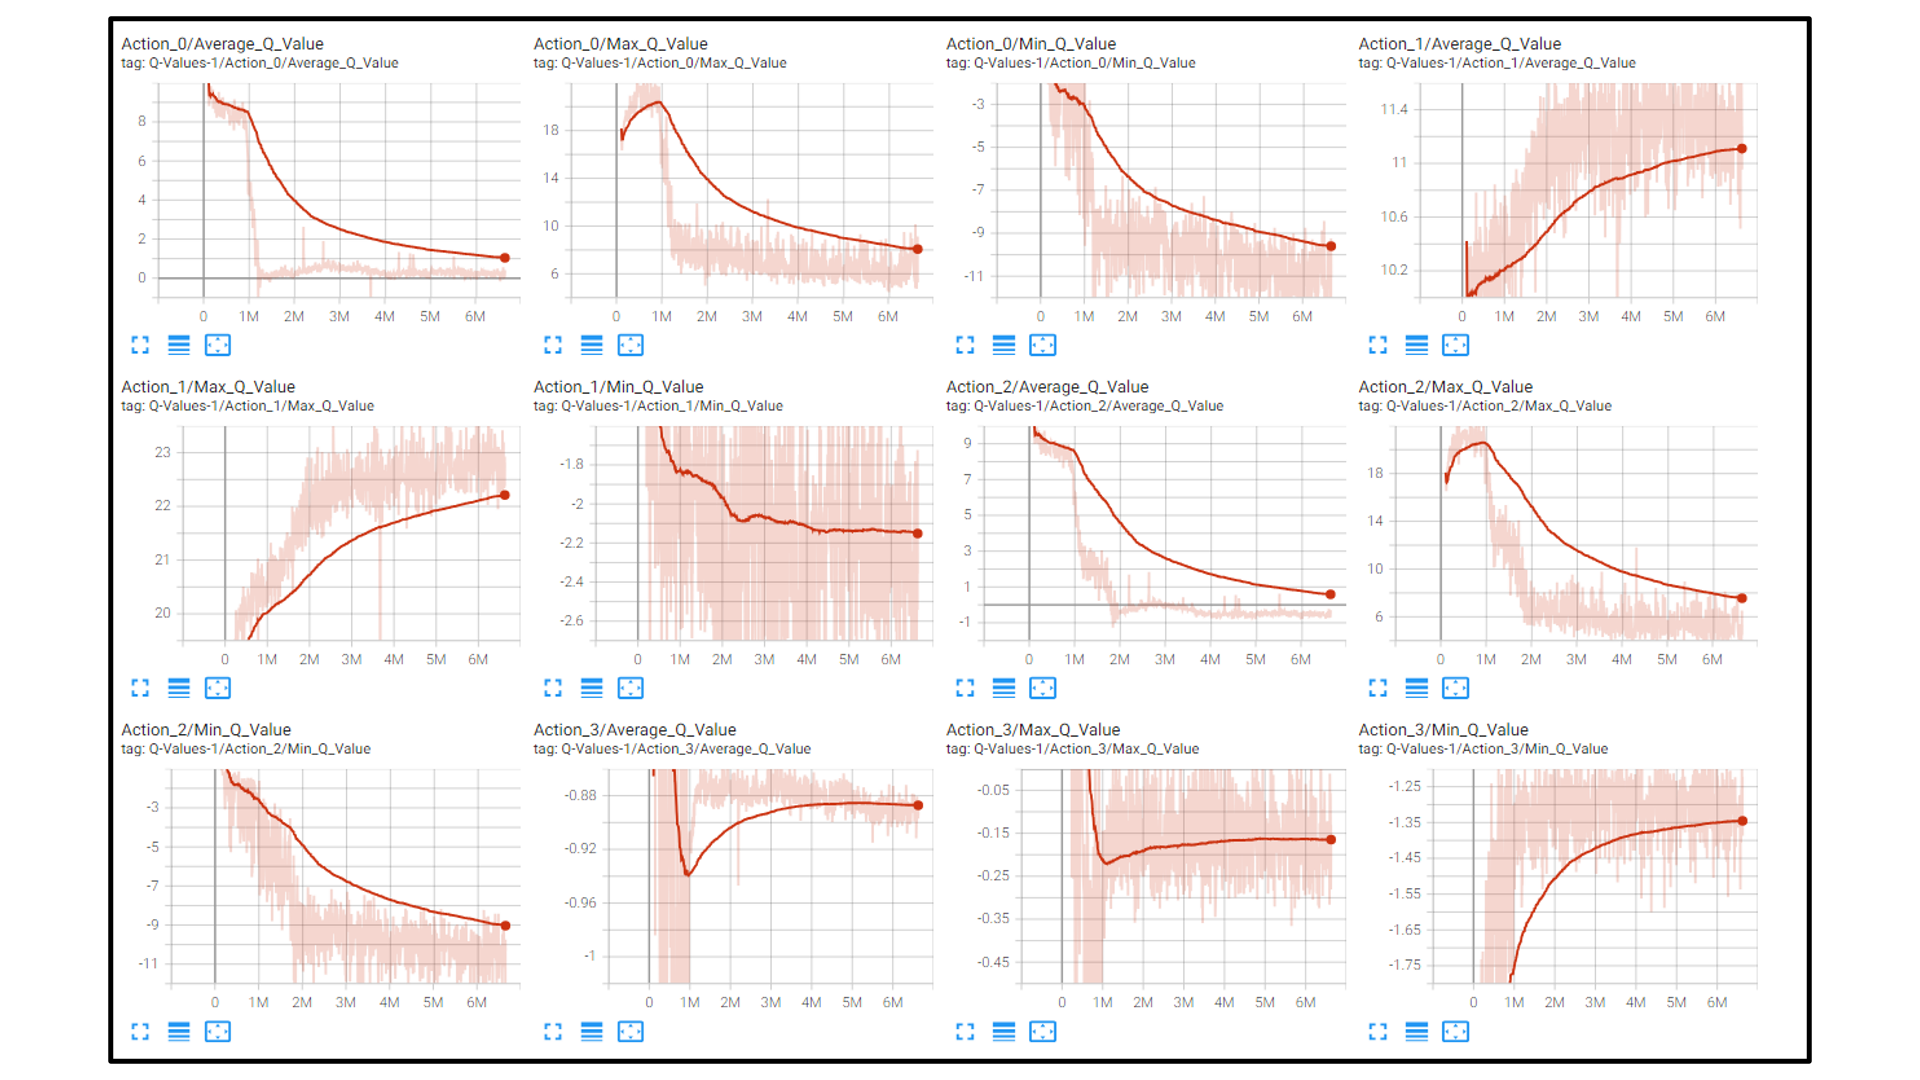 Action_0/Average_Q_Value
tag: Q-Values-1/Action_0/Average_Q_Value
8
6
4
2
0
0 1M 2M 3M 4M 5M 6M
Action_0/Max_Q_Value
tag: Q-Values-1/Action_0/Max_Q_Value
18
14
10
6
0 1M 2M 3M 4M 5M 6M
Action_0/Min_Q_Value
tag: Q-Values-1/Action_0/Min_Q_Value
-3
-5
-7
-9
-11
0 1M 2M 3M 4M 5M 6M
Action_1/Average_Q_Value
tag: Q-Values-1/Action_1/Average_Q_Value
11.4
11
10.6
10.2
0 1M 2M 3M 4M 5M 6M
Action_1/Max_Q_Value
tag: Q-Values-1/Action_1/Max_Q_Value
23
22
21
20
0 1M 2M 3M 4M 5M 6M
Action_1/Min_Q_Value
tag: Q-Values-1/Action_1/Min_Q_Value
-1.8
-2
-2.2
-2.4
-2.6
0 1M 2M 3M 4M 5M 6M
Action_2/Average_Q_Value
tag: Q-Values-1/Action_2/Average_Q_Value
9
7
5
3
1
-1
0 1M 2M 3M 4M 5M 6M
Action_2/Max_Q_Value
tag: Q-Values-1/Action_2/Max_Q_Value
18
14
10
6
0 1M 2M 3M 4M 5M 6M
Action_2/Min_Q_Value
tag: Q-Values-1/Action_2/Min_Q_Value
-3
-5
-7
-9
-11
0 1M 2M 3M 4M 5M 6M
Action_3/Average_Q_Value
tag: Q-Values-1/Action_3/Average_Q_Value
-0.88
-0.92
-0.96
-1
0 1M 2M 3M 4M 5M 6M
Action_3/Max_Q_Value
tag: Q-Values-1/Action_3/Max_Q_Value
-0.05
-0.15
-0.25
-0.35
-0.45
0 1M 2M 3M 4M 5M 6M
Action_3/Min_Q_Value
tag: Q-Values-1/Action_3/Min_Q_Value
-1.25
-1.35
-1.45
-1.55
-1.65
-1.75
0 1M 2M 3M 4M 5M 6M